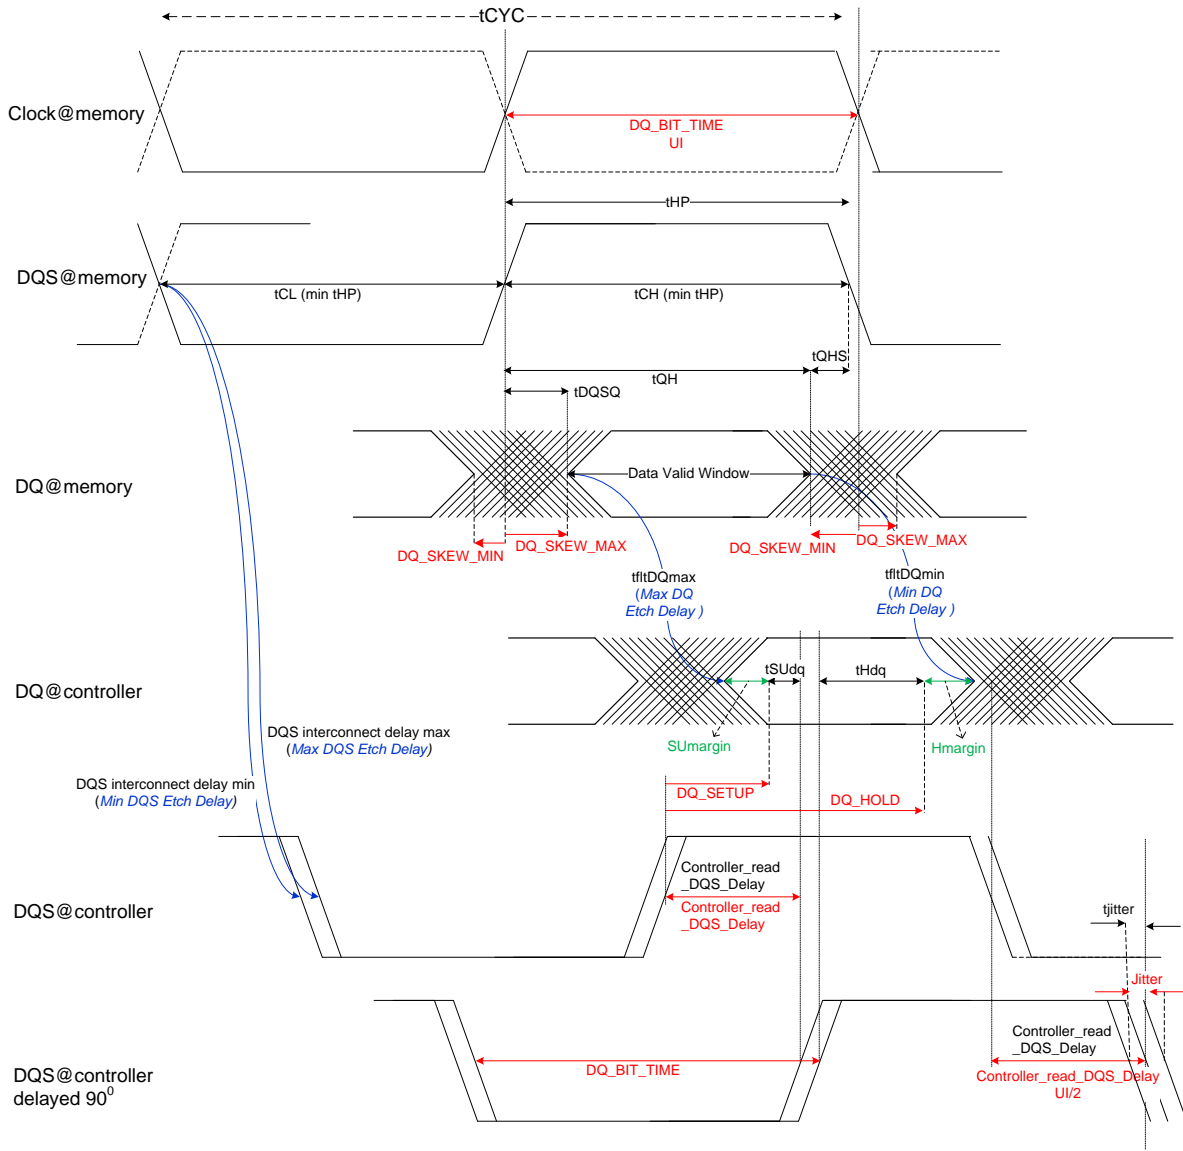 tCYC
Clock@memory
DQ_BIT_TIME
UI
tHP
DQS@memory
tCL (min tHP)
tCH (min tHP)
tQHS
tQH
tDQSQ
DQ@memory
Data Valid Window
DQ_SKEW_MIN
DQ_SKEW_MAX
DQ_SKEW_MIN
DQ_SKEW_MAX
tfltDQmax
(Max DQ
Etch Delay )
tfltDQmin
(Min DQ
Etch Delay )
DQ@controller
tSUdq
tHdq
SUmargin
Hmargin
DQS interconnect delay max
(Max DQS Etch Delay)
DQS interconnect delay min
(Min DQS Etch Delay)
DQ_SETUP
DQ_HOLD
DQS@controller
Controller_read
_DQS_Delay
Controller_read
_DQS_Delay
tjitter
Jitter
DQS@controller
delayed 90⁰
DQ_BIT_TIME
Controller_read
_DQS_Delay
Controller_read_DQS_Delay
UI/2